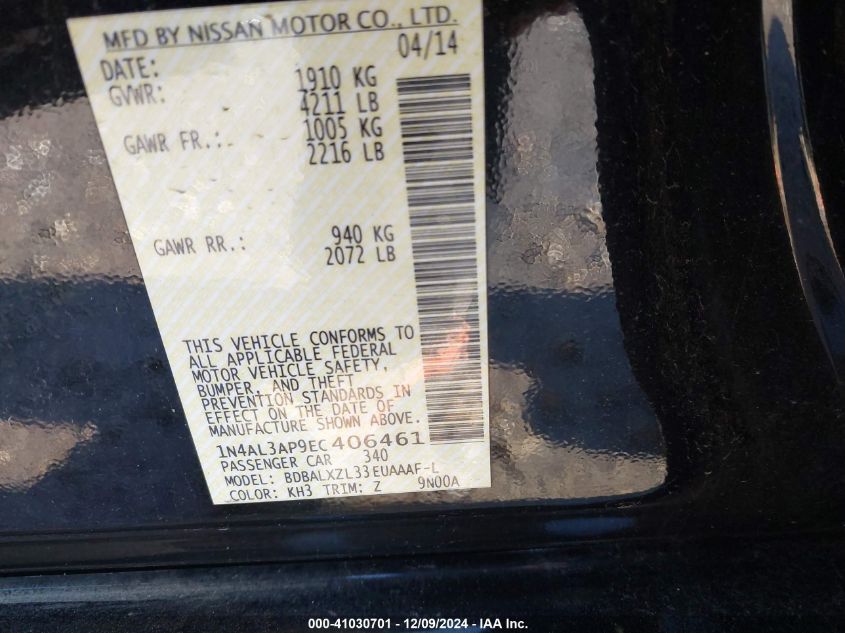 MFD BY NISSAN MOTOR CO., LTD.
DATE: 04/14
GVWR: 1910 KG
4211 LB
GAWR FR.: 1005 KG
2216 LB
GAWR RR.: 940 KG
2072 LB
THIS VEHICLE CONFORMS TO
ALL APPLICABLE FEDERAL
MOTOR VEHICLE SAFETY,
BUMPER, AND THEFT
PREVENTION STANDARDS IN
EFFECT ON THE DATE OF
MANUFACTURE SHOWN ABOVE.
1N4AL3AP9EC406461
PASSENGER CAR 340
MODEL: BDBALXZL33EUAAAF-L
COLOR: KH3 TRIM: Z 9N00A
000-41030701 - 12/09/2024 - IAA Inc.